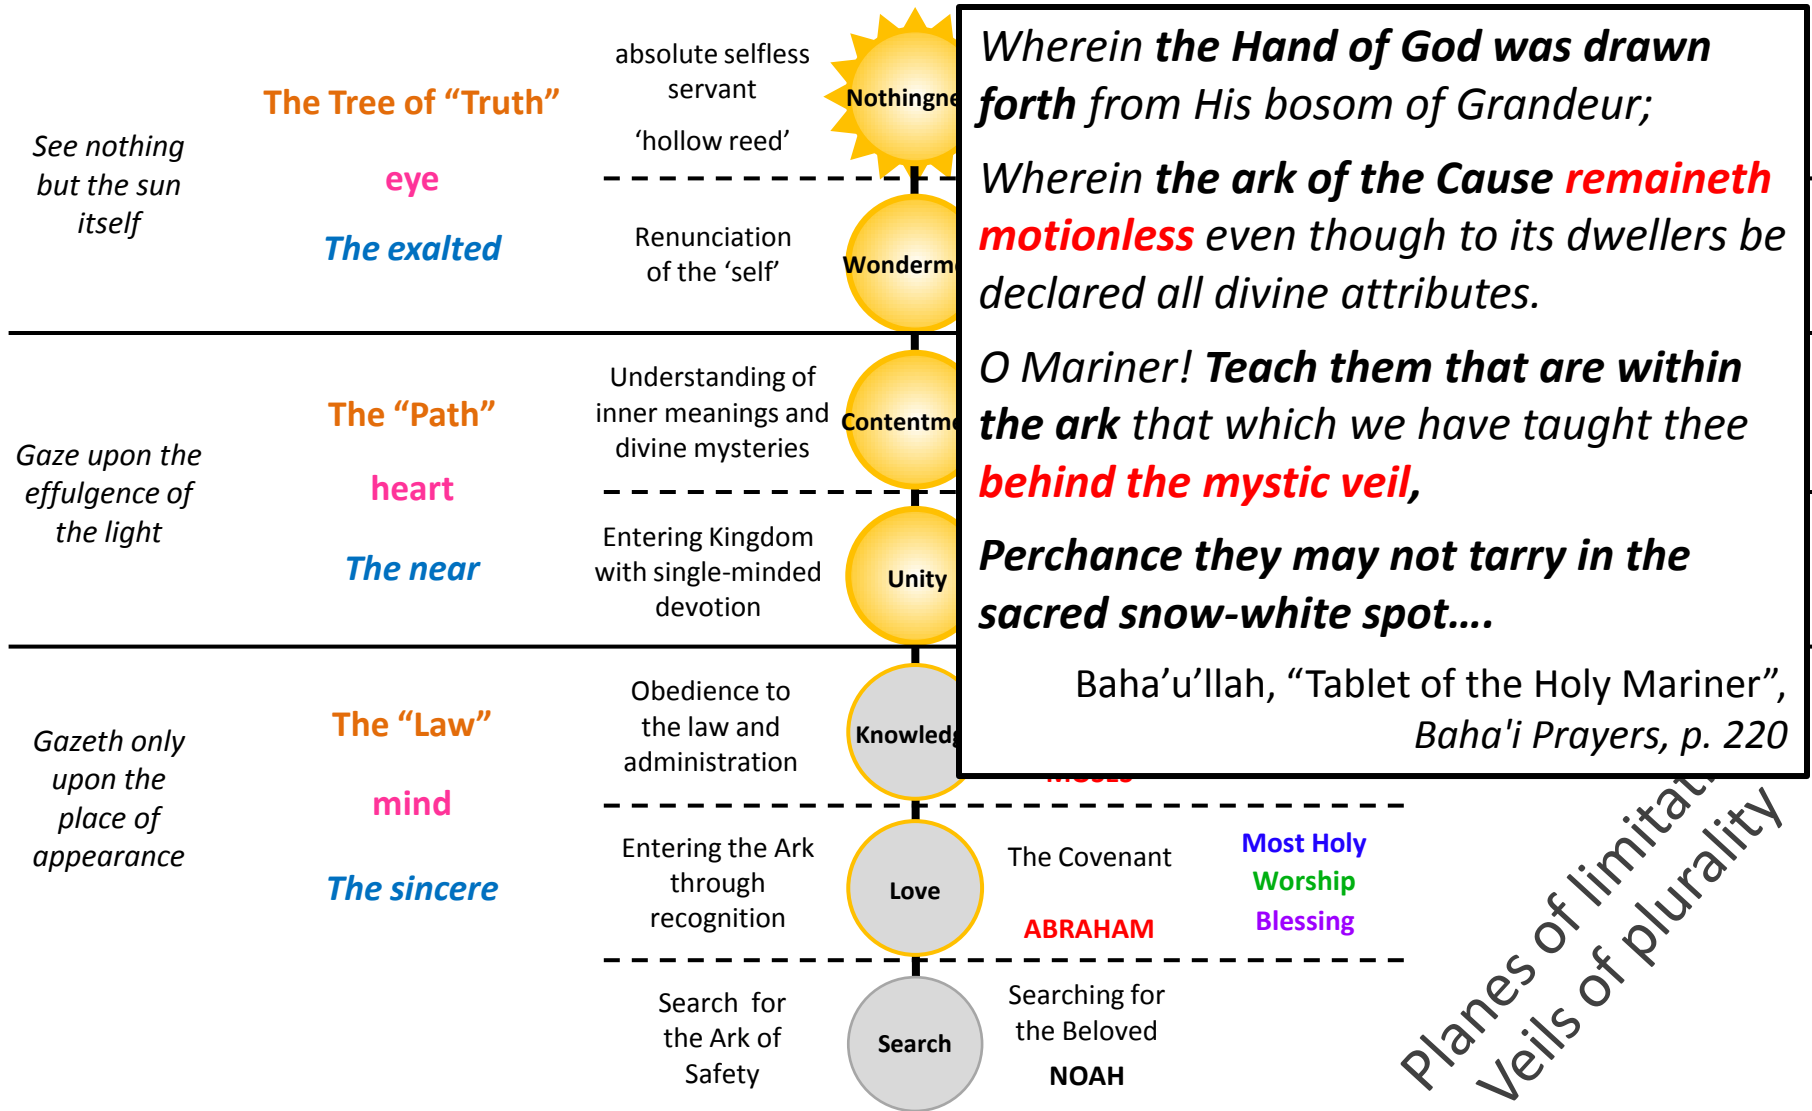 See nothing
but the sun
itself
The Tree of “Truth”
eye
The exalted
absolute selfless
servant
‘hollow reed’
Renunciation
of the ‘self’
Gaze upon the
effulgence of
the light
The “Path”
heart
The near
Understanding of
inner meanings and
divine mysteries
Contentm
Entering Kingdom
with single-minded
devotion
Unity
Gazeth only
upon the
place of
appearance
The “Law”
mind
The sincere
Obedience to
the law and
administration
Entering the Ark
through
recognition
Love
The Covenant
ABRAHAM
Most Holy
Worship
Blessing
Search for
the Ark of
Safety
Search
Searching for
the Beloved
NOAH
Wherein the Hand of God was drawn
forth from His bosom of Grandeur;
Wherein the ark of the Cause remaineth
motionless even though to its dwellers be
declared all divine attributes.
O Mariner! Teach them that are within
the ark that which we have taught thee
behind the mystic veil,
Perchance they may not tarry in the
sacred snow-white spot....
Baha’u’llah, “Tablet of the Holy Mariner”,
Baha'i Prayers, p. 220
Planes of
Veils of plurality